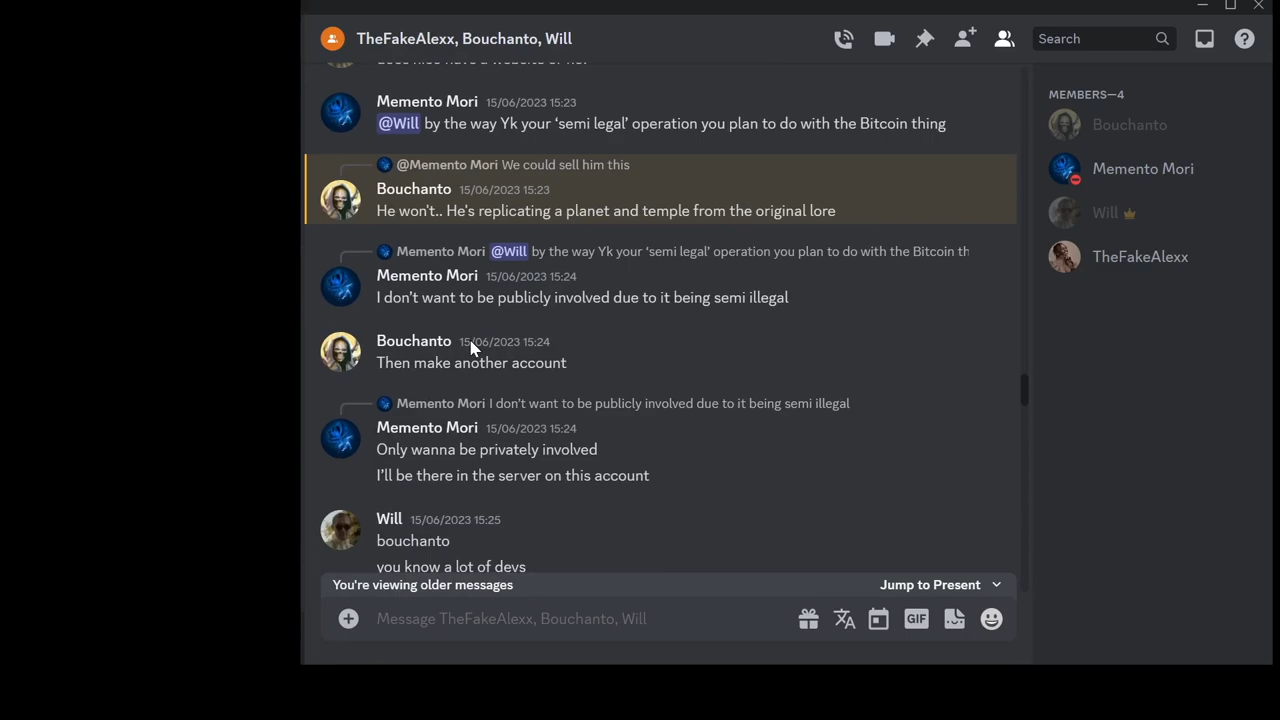 TheFakeAlexx, Bouchanto, Will
Search
Memento Mori 15/06/2023 15:23
@Will by the way Yk your ‘semi legal’ operation you plan to do with the Bitcoin thing
@Memento Mori We could sell him this
Bouchanto 15/06/2023 15:23
He won't.. He's replicating a planet and temple from the original lore
Memento Mori @Will by the way Yk your ‘semi legal’ operation you plan to do with the Bitcoin th
Memento Mori 15/06/2023 15:24
I don’t want to be publicly involved due to it being semi illegal
Bouchanto 15/06/2023 15:24
Then make another account
Memento Mori I don’t want to be publicly involved due to it being semi illegal
Memento Mori 15/06/2023 15:24
Only wanna be privately involved
I’ll be there in the server on this account
Will 15/06/2023 15:25
bouchanto
you know a lot of devs
You're viewing older messages Jump to Present
Message TheFakeAlexx, Bouchanto, Will
GIF
MEMBERS—4
Bouchanto
Memento Mori
Will
TheFakeAlexx